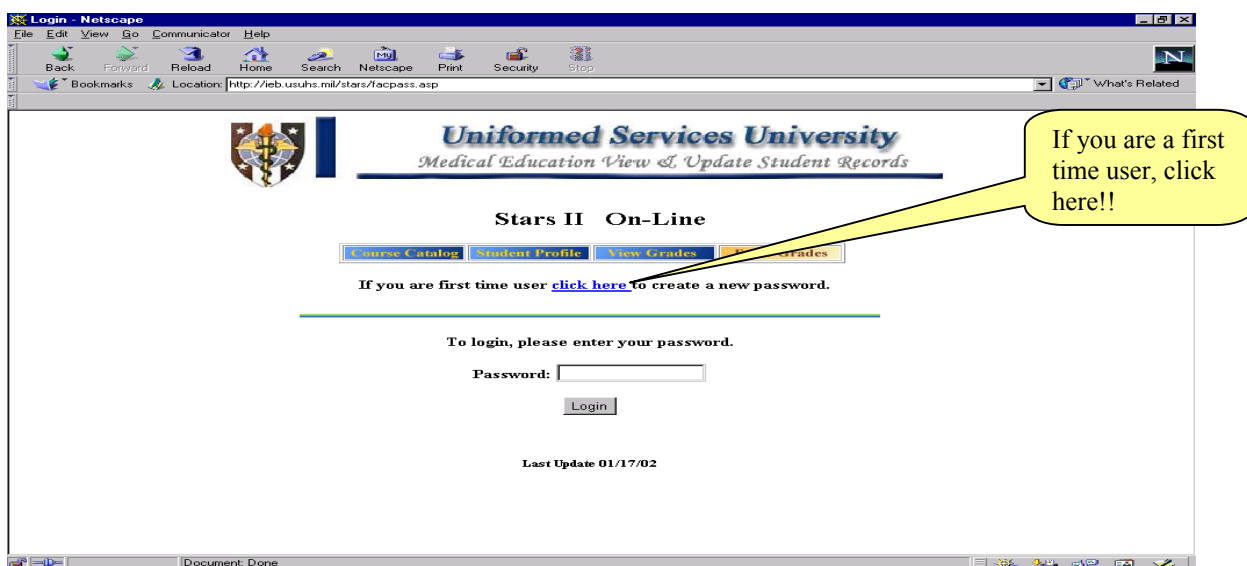 Login - Netscape
File Edit View Go Communicator Help
Back Forward Reload Home Search Netscape Print Security Stop
My
N
Bookmarks Location: http://ieb.usuhs.mil/stars/facpass.asp What's Related
Uniformed Services University
Medical Education View & Update Student Records
If you are a first
time user, click
here!!
Stars II On-Line
Course Catalog Student Profile View Grades Grades
If you are first time user click here to create a new password.
To login, please enter your password.
Password:
Login
Last Update 01/17/02
Document: Done